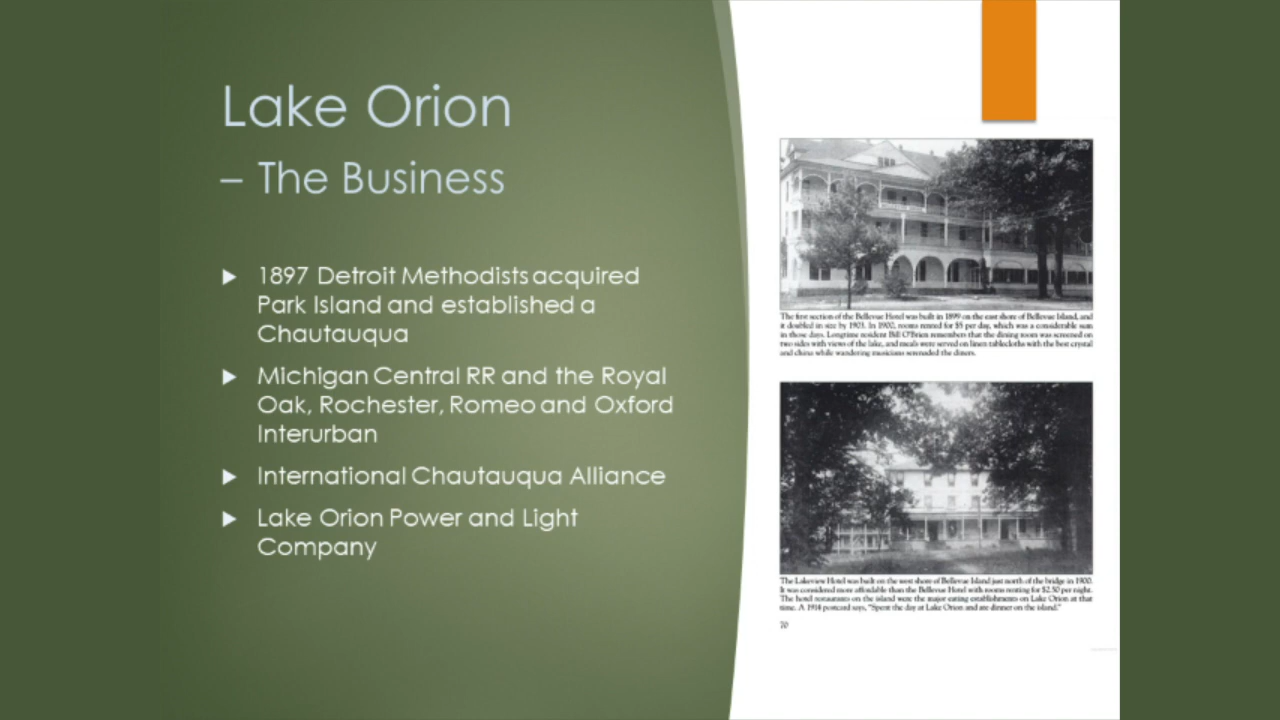 Lake Orion
– The Business
1897 Detroit Methodists acquired
Park Island and established a
Chautauqua
Michigan Central RR and the Royal
Oak, Rochester, Romeo and Oxford
Interurban
International Chautauqua Alliance
Lake Orion Power and Light
Company
The first section of the Bellevue Hotel was built in 1899 on the east shore of Bellevue Island, and
it doubled in size by 1903. In 1900, rooms rented for $5 per day, which was a considerable sum
in those days. Longtime resident Bill O'Brien remembers that the dining room was screened on
two sides with views of the lake, and meals were served on linen tablecloths with the best crystal
and china while wandering musicians serenaded the diners.
The Lakeview Hotel was built on the west shore of Bellevue Island just north of the bridge in 1900.
It was considered more affordable than the Bellevue Hotel with rooms renting for $2.50 per night.
The hotel restaurants on the island were the major eating establishments on Lake Orion at that
time. A 1914 postcard says, "Spent the day at Lake Orion and ate dinner on the island."
70